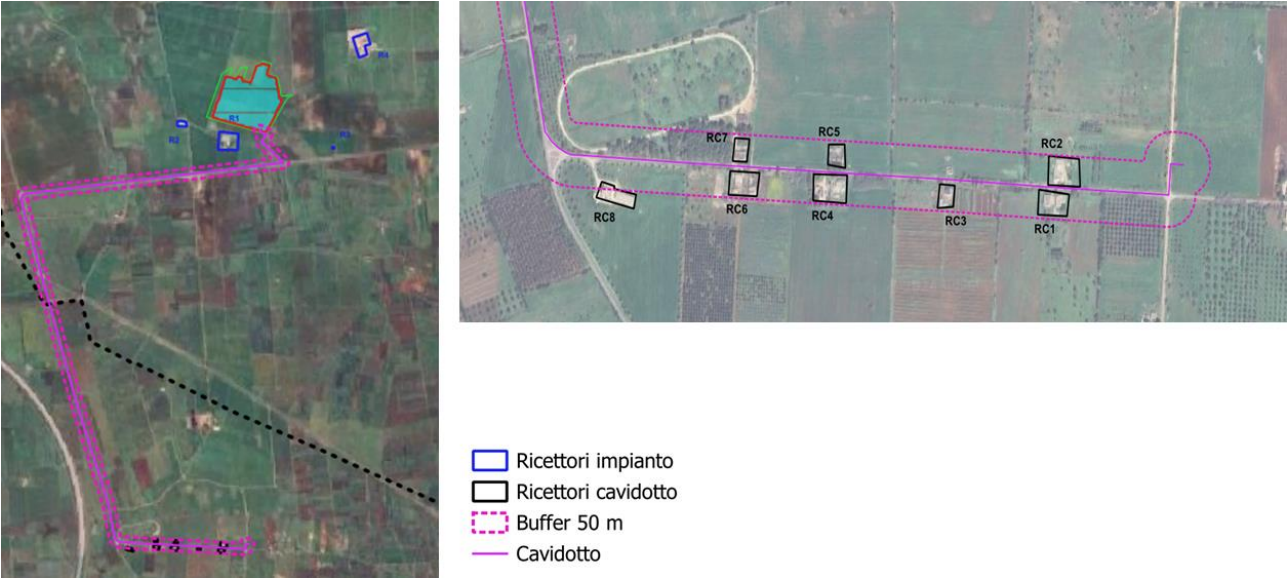 R4
R1
R2
R3
RC7
RC5
RC2
RC8
RC6
RC4
RC3
RC1
Ricettori impianto
Ricettori cavidotto
Buffer 50 m
Cavidotto